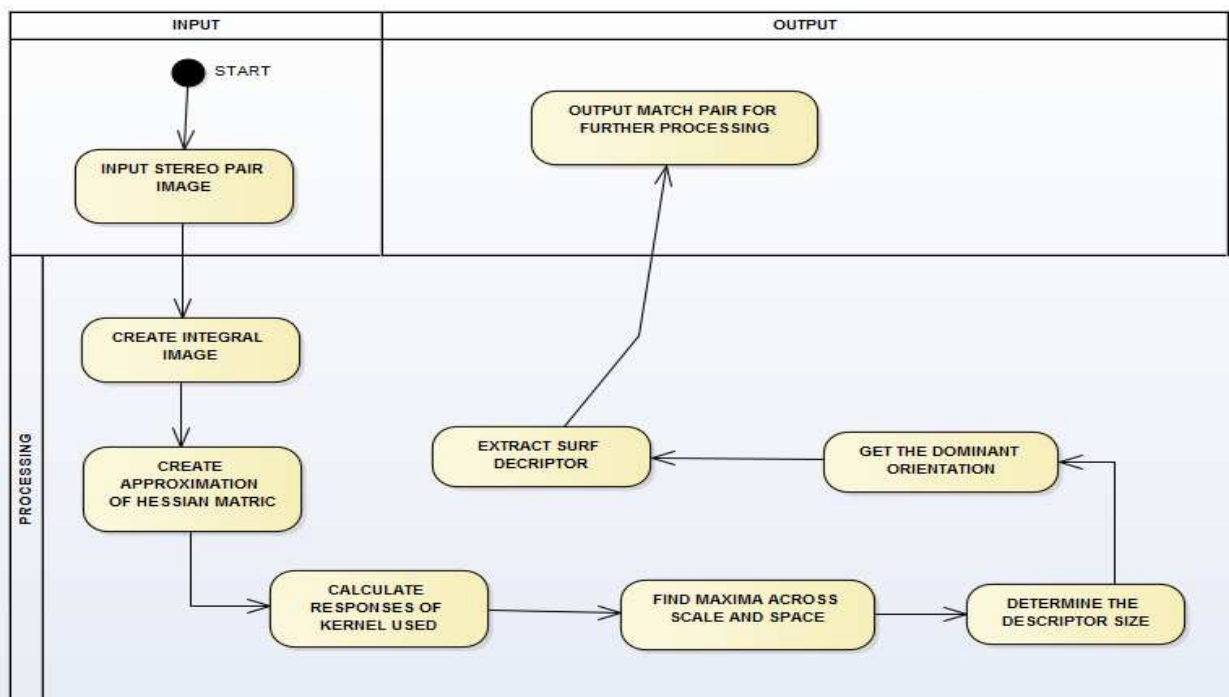 INPUT
OUTPUT
START
INPUT STEREO PAIR
IMAGE
OUTPUT MATCH PAIR FOR
FURTHER PROCESSING
PROCESSING
CREATE INTEGRAL
IMAGE
CREATE
APPROXIMATION
OF HESSIAN MATRIC
CALCULATE
RESPONSES OF
KERNEL USED
FIND MAXIMA ACROSS
SCALE AND SPACE
DETERMINE THE
DESCRIPTOR SIZE
GET THE DOMINANT
ORIENTATION
EXTRACT SURF
DECRIPTOR